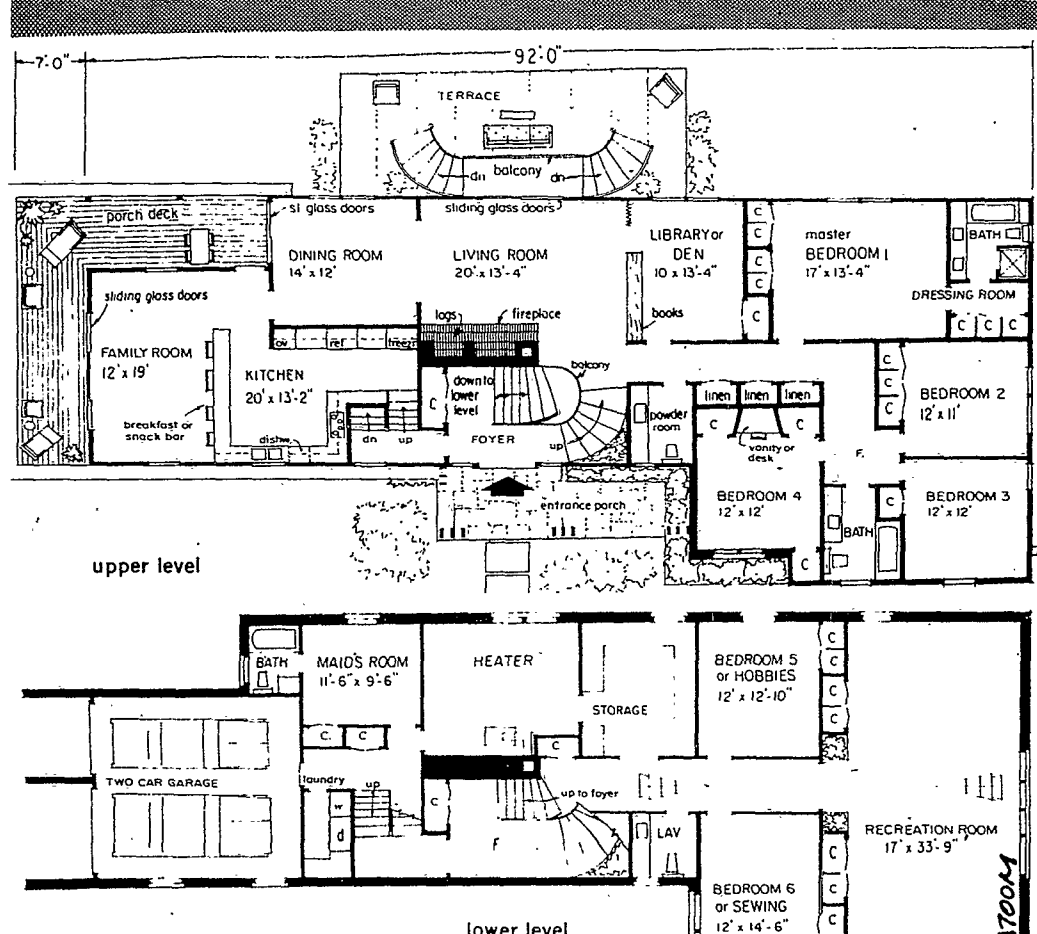 7'-0"
92'-0"
TERRACE
dn
balcony
dn
porch deck
sl glass doors
sliding glass doors
DINING ROOM
14' x 12'
LIVING ROOM
20' x 13'-4"
LIBRARY or
DEN
10 x 13'-4"
books
C
C
C
C
C
master
BEDROOM 1
17' x 13'-4"
BATH
DRESSING ROOM
C
C
C
sliding glass doors
FAMILY ROOM
12' x 19'
breakfast or
snack bar
KITCHEN
20' x 13'-2"
ov
ref
freeze
dishw.
dn
up
logs
fireplace
C
down to
lower
level
balcony
FOYER
up
powder
room
linen
linen
linen
C
C
vanity or
desk
C
C
C
BEDROOM 2
12' x 11'
F.
BEDROOM 4
12' x 12'
C
BATH
C
BEDROOM 3
12' x 12'
entrance porch
upper level
BATH
MAID'S ROOM
11'-6" x 9'-6"
C
C
HEATER
C
STORAGE
BEDROOM 5
or HOBBIES
12' x 12'-10"
C
C
C
C
TWO CAR GARAGE
laundry
up
w
d
C
F
up to foyer
LAV
RECREATION ROOM
17' x 33'-9"
BEDROOM 6
or SEWING
12' x 14'-6"
C
C
C
lower level